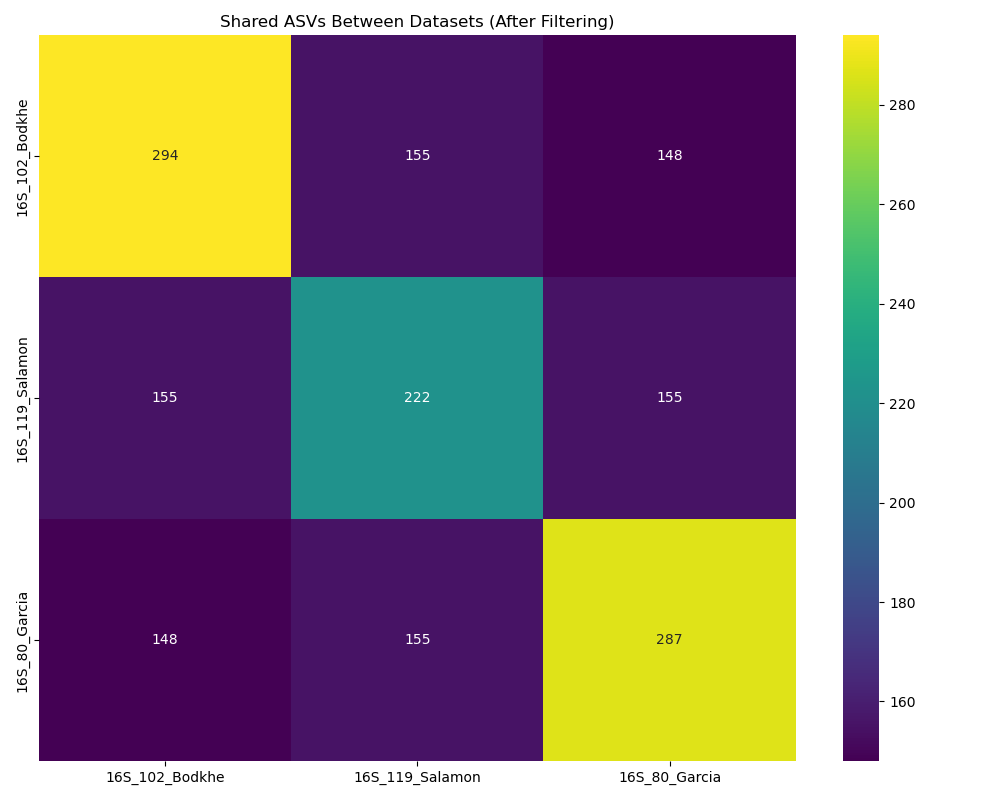 Shared ASVs Between Datasets (After Filtering)
16S_102_Bodkhe
294
155
148
16S_119_Salamon
155
222
155
16S_80_Garcia
148
155
287
16S_102_Bodkhe
16S_119_Salamon
16S_80_Garcia
280
260
240
220
200
180
160